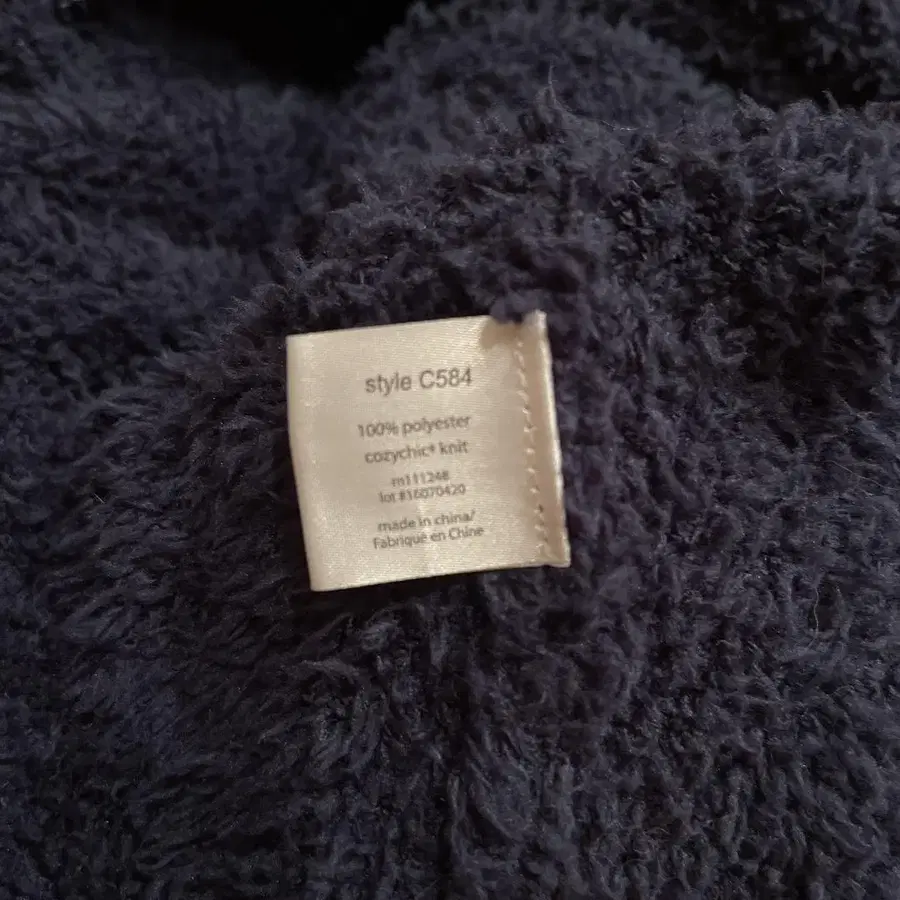 style C584
100% polyester
cozychic® knit
rn111248
lot #16070420
made in china/
Fabriqué en Chine